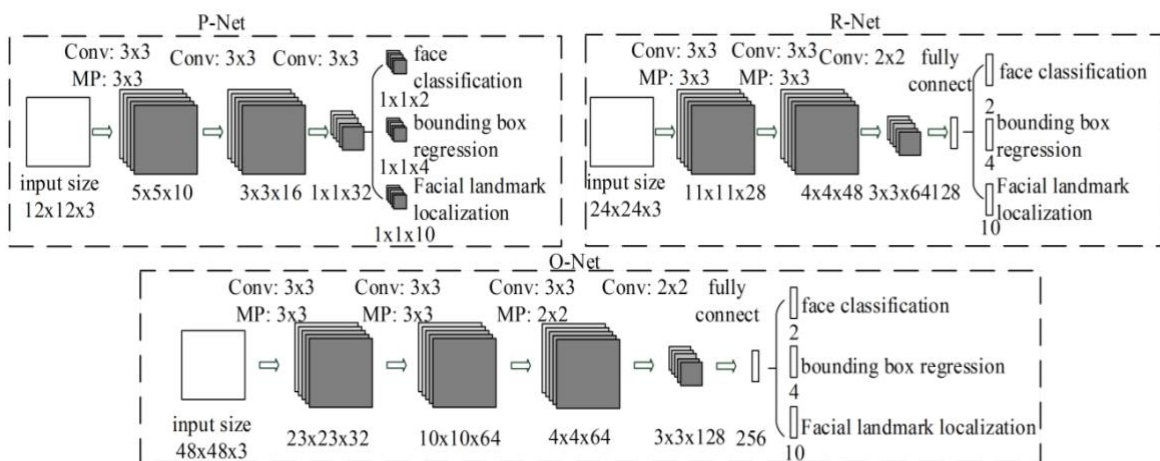 P-Net
Conv: 3x3
MP: 3x3
Conv: 3x3
Conv: 3x3
face
classification
1x1x2
bounding box
regression
1x1x4
Facial landmark
localization
1x1x10
input size
12x12x3
5x5x10
3x3x16
1x1x32
R-Net
Conv: 3x3
MP: 3x3
Conv: 3x3
MP: 3x3
Conv: 2x2
fully
connect
face classification
2
bounding box
regression
4
Facial landmark
localization
10
input size
24x24x3
11x11x28
4x4x48
3x3x64
128
O-Net
Conv: 3x3
MP: 3x3
Conv: 3x3
MP: 3x3
Conv: 3x3
MP: 2x2
Conv: 2x2
fully
connect
face classification
2
bounding box regression
4
Facial landmark localization
10
input size
48x48x3
23x23x32
10x10x64
4x4x64
3x3x128
256